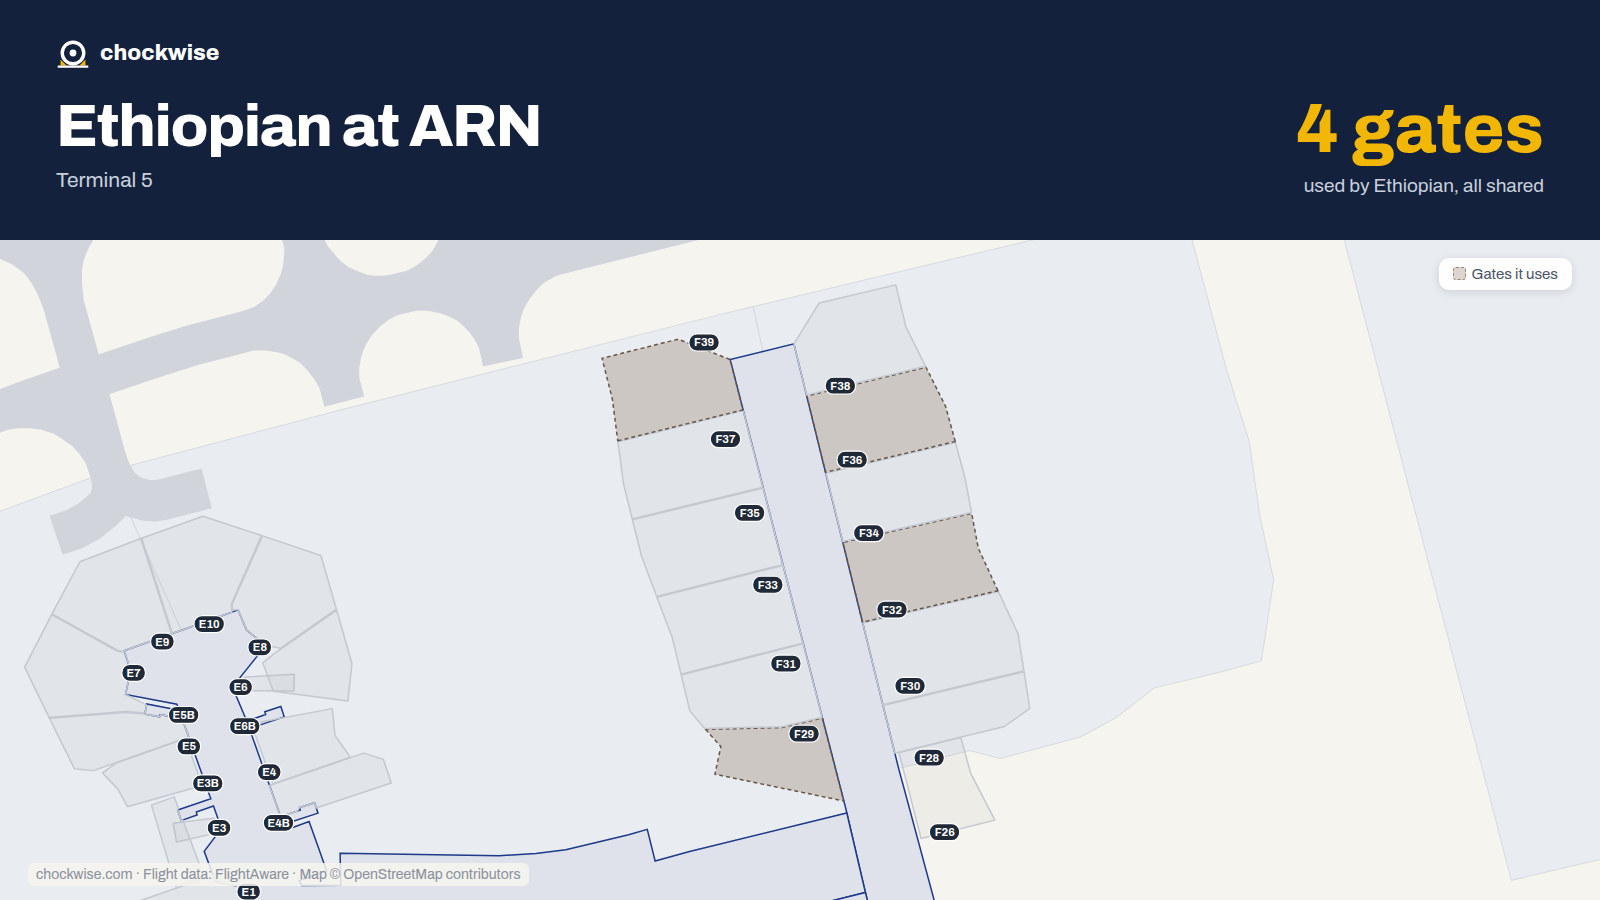 chockwise
Ethiopian at ARN
Terminal 5
4 gates
used by Ethiopian, all shared
Gates it uses
F39
F38
F37
F36
F35
F34
F33
F32
F31
F30
F29
F28
F26
E10
E9
E8
E7
E6
E5B
E6B
E5
E4
E3B
E4B
E3
chockwise.com · Flight data: FlightAware · Map © OpenStreetMap contributors
E1